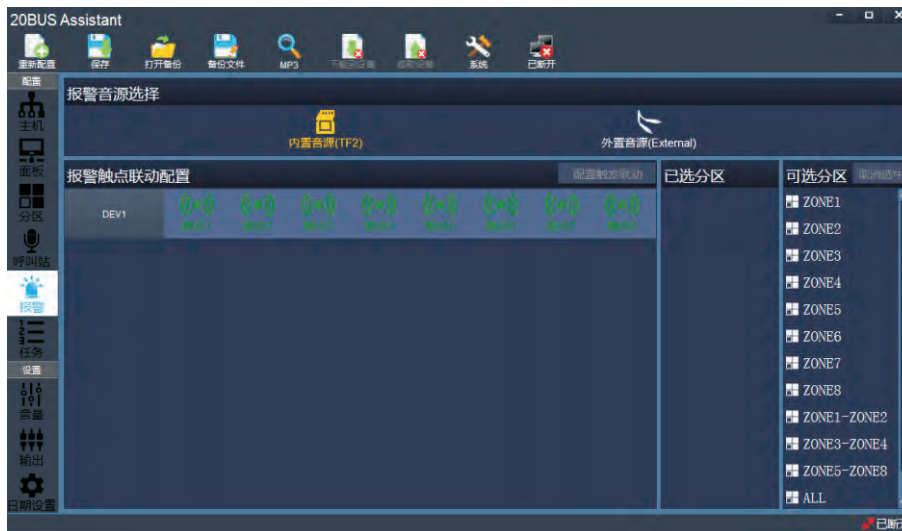 20BUS Assistant
重新配置
保存
打开备份
备份文件
MP3
系统
已断开
配置
主机
面板
分区
呼叫站
报警
任务
设置
音量
输出
日期设置
报警音源选择
内置音源(TF2)
外置音源(External)
报警触点联动配置
配置触发联动
DEV1
已选分区
可选分区
取消选中
ZONE1
ZONE2
ZONE3
ZONE4
ZONE5
ZONE6
ZONE7
ZONE8
ZONE1-ZONE2
ZONE3-ZONE4
ZONE5-ZONE8
ALL
已断